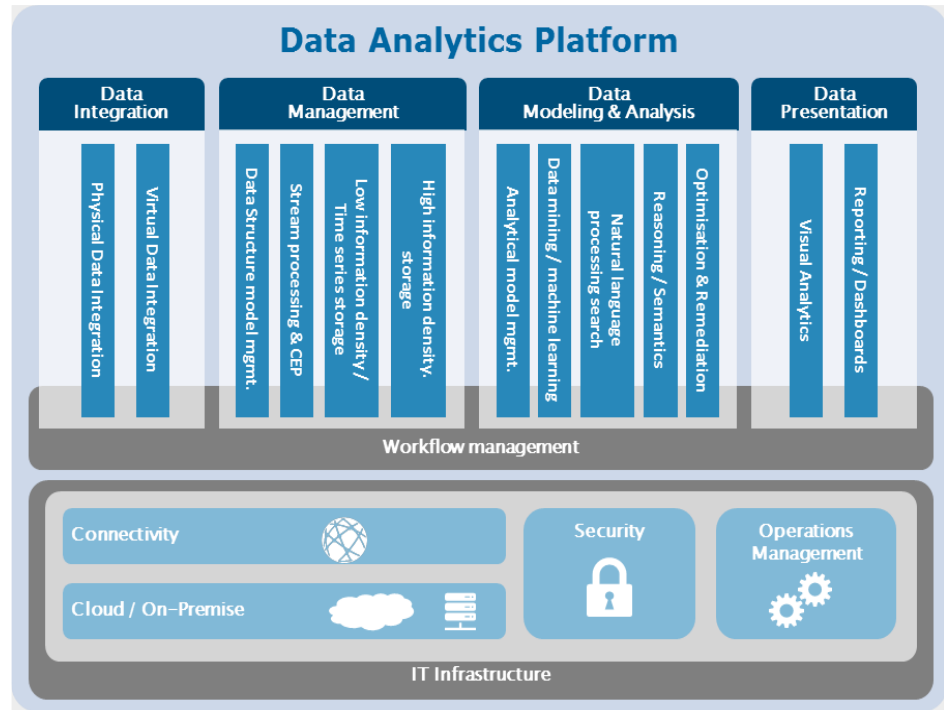 Data Analytics Platform
Data
Integration
Data
Management
Data
Modeling & Analysis
Data
Presentation
Physical Data Integration
Virtual Data Integration
Data Structure model mgmt.
Stream processing & CEP
Low information density /
Time series storage
High information density.
storage
Analytical model mgmt.
Data mining / machine learning
Natural language
processing search
Reasoning / Semantics
Optimisation & Remediation
Visual Analytics
Reporting / Dashboards
Workflow management
Connectivity
Cloud / On-Premise
Security
Operations
Management
IT Infrastructure